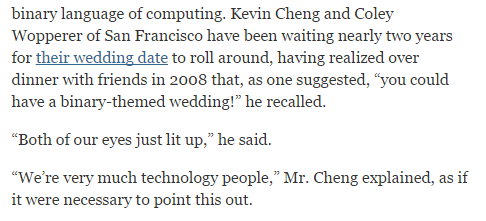 binary language of computing. Kevin Cheng and Coley
Wopperer of San Francisco have been waiting nearly two years
for their wedding date to roll around, having realized over
dinner with friends in 2008 that, as one suggested, “you could
have a binary-themed wedding!” he recalled.
“Both of our eyes just lit up,” he said.
“We’re very much technology people,” Mr. Cheng explained, as if
it were necessary to point this out.